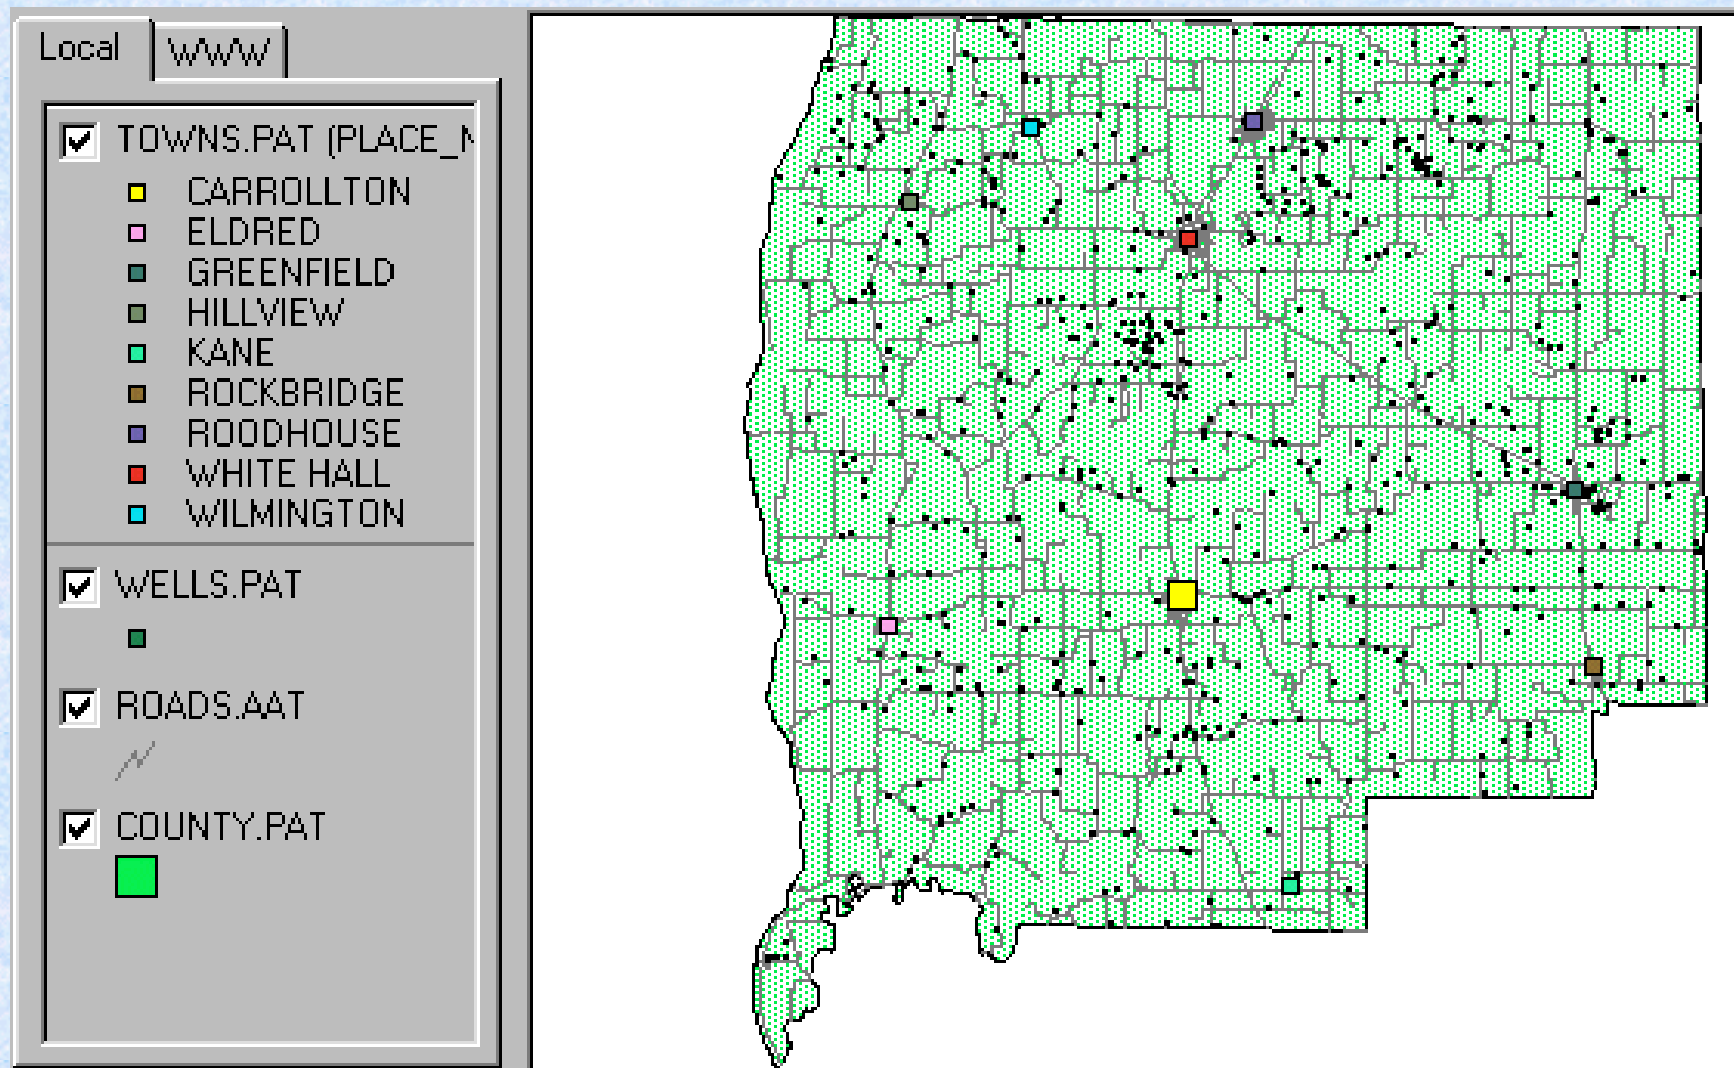 Local WWW
TOWNS.PAT (PLACE_N
CARROLLTON
ELDRED
GREENFIELD
HILLVIEW
KANE
ROCKBRIDGE
ROODHOUSE
WHITE HALL
WILMINGTON
WELLS.PAT
ROADS.AAT
COUNTY.PAT